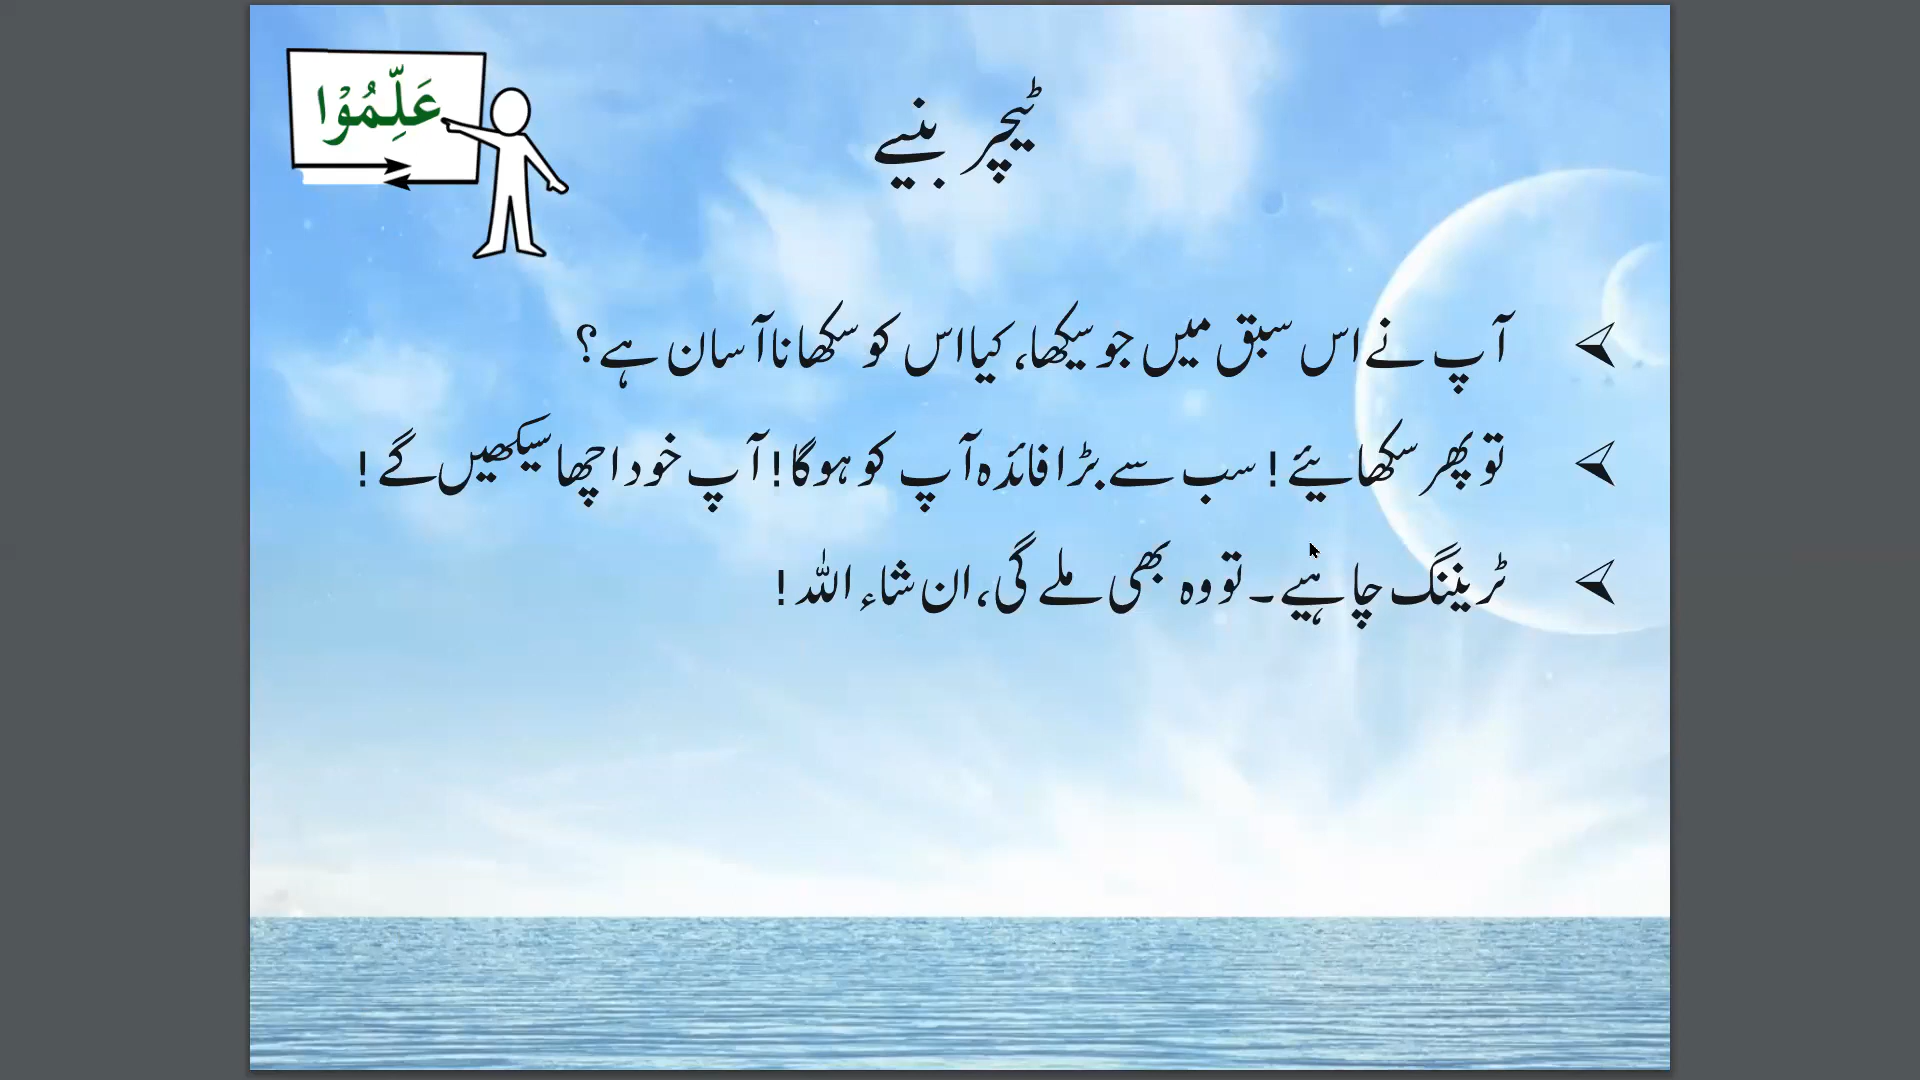 عَلِّمُوْا
ٹیچر بنیے
آپ نے اس سبق میں جو سیکھا، کیا اس کو سکھانا آسان ہے؟
تو پھر سکھایئے! سب سے بڑا فائدہ آپ کو ہوگا! آپ خود اچھا سیکھیں گے!
ٹریننگ چاہیے۔ تو وہ بھی ملے گی، ان شاء اللہ!